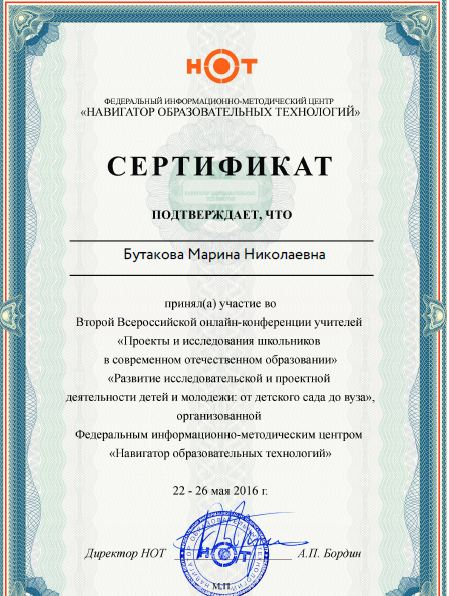 НОТ
ФЕДЕРАЛЬНЫЙ ИНФОРМАЦИОННО-МЕТОДИЧЕСКИЙ ЦЕНТР
«НАВИГАТОР ОБРАЗОВАТЕЛЬНЫХ ТЕХНОЛОГИЙ»
СЕРТИФИКАТ
ПОДТВЕРЖДАЕТ, ЧТО
Бутакова Марина Николаевна
принял(а) участие во
Второй Всероссийской онлайн-конференции учителей
«Проекты и исследования школьников
в современном отечественном образовании»
«Развитие исследовательской и проектной
деятельности детей и молодежи: от детского сада до вуза»,
организованной
Федеральным информационно-методическим центром
«Навигатор образовательных технологий»
22 - 26 мая 2016 г.
Директор НОТ
НОТ
А.П. Бордин
М.П.